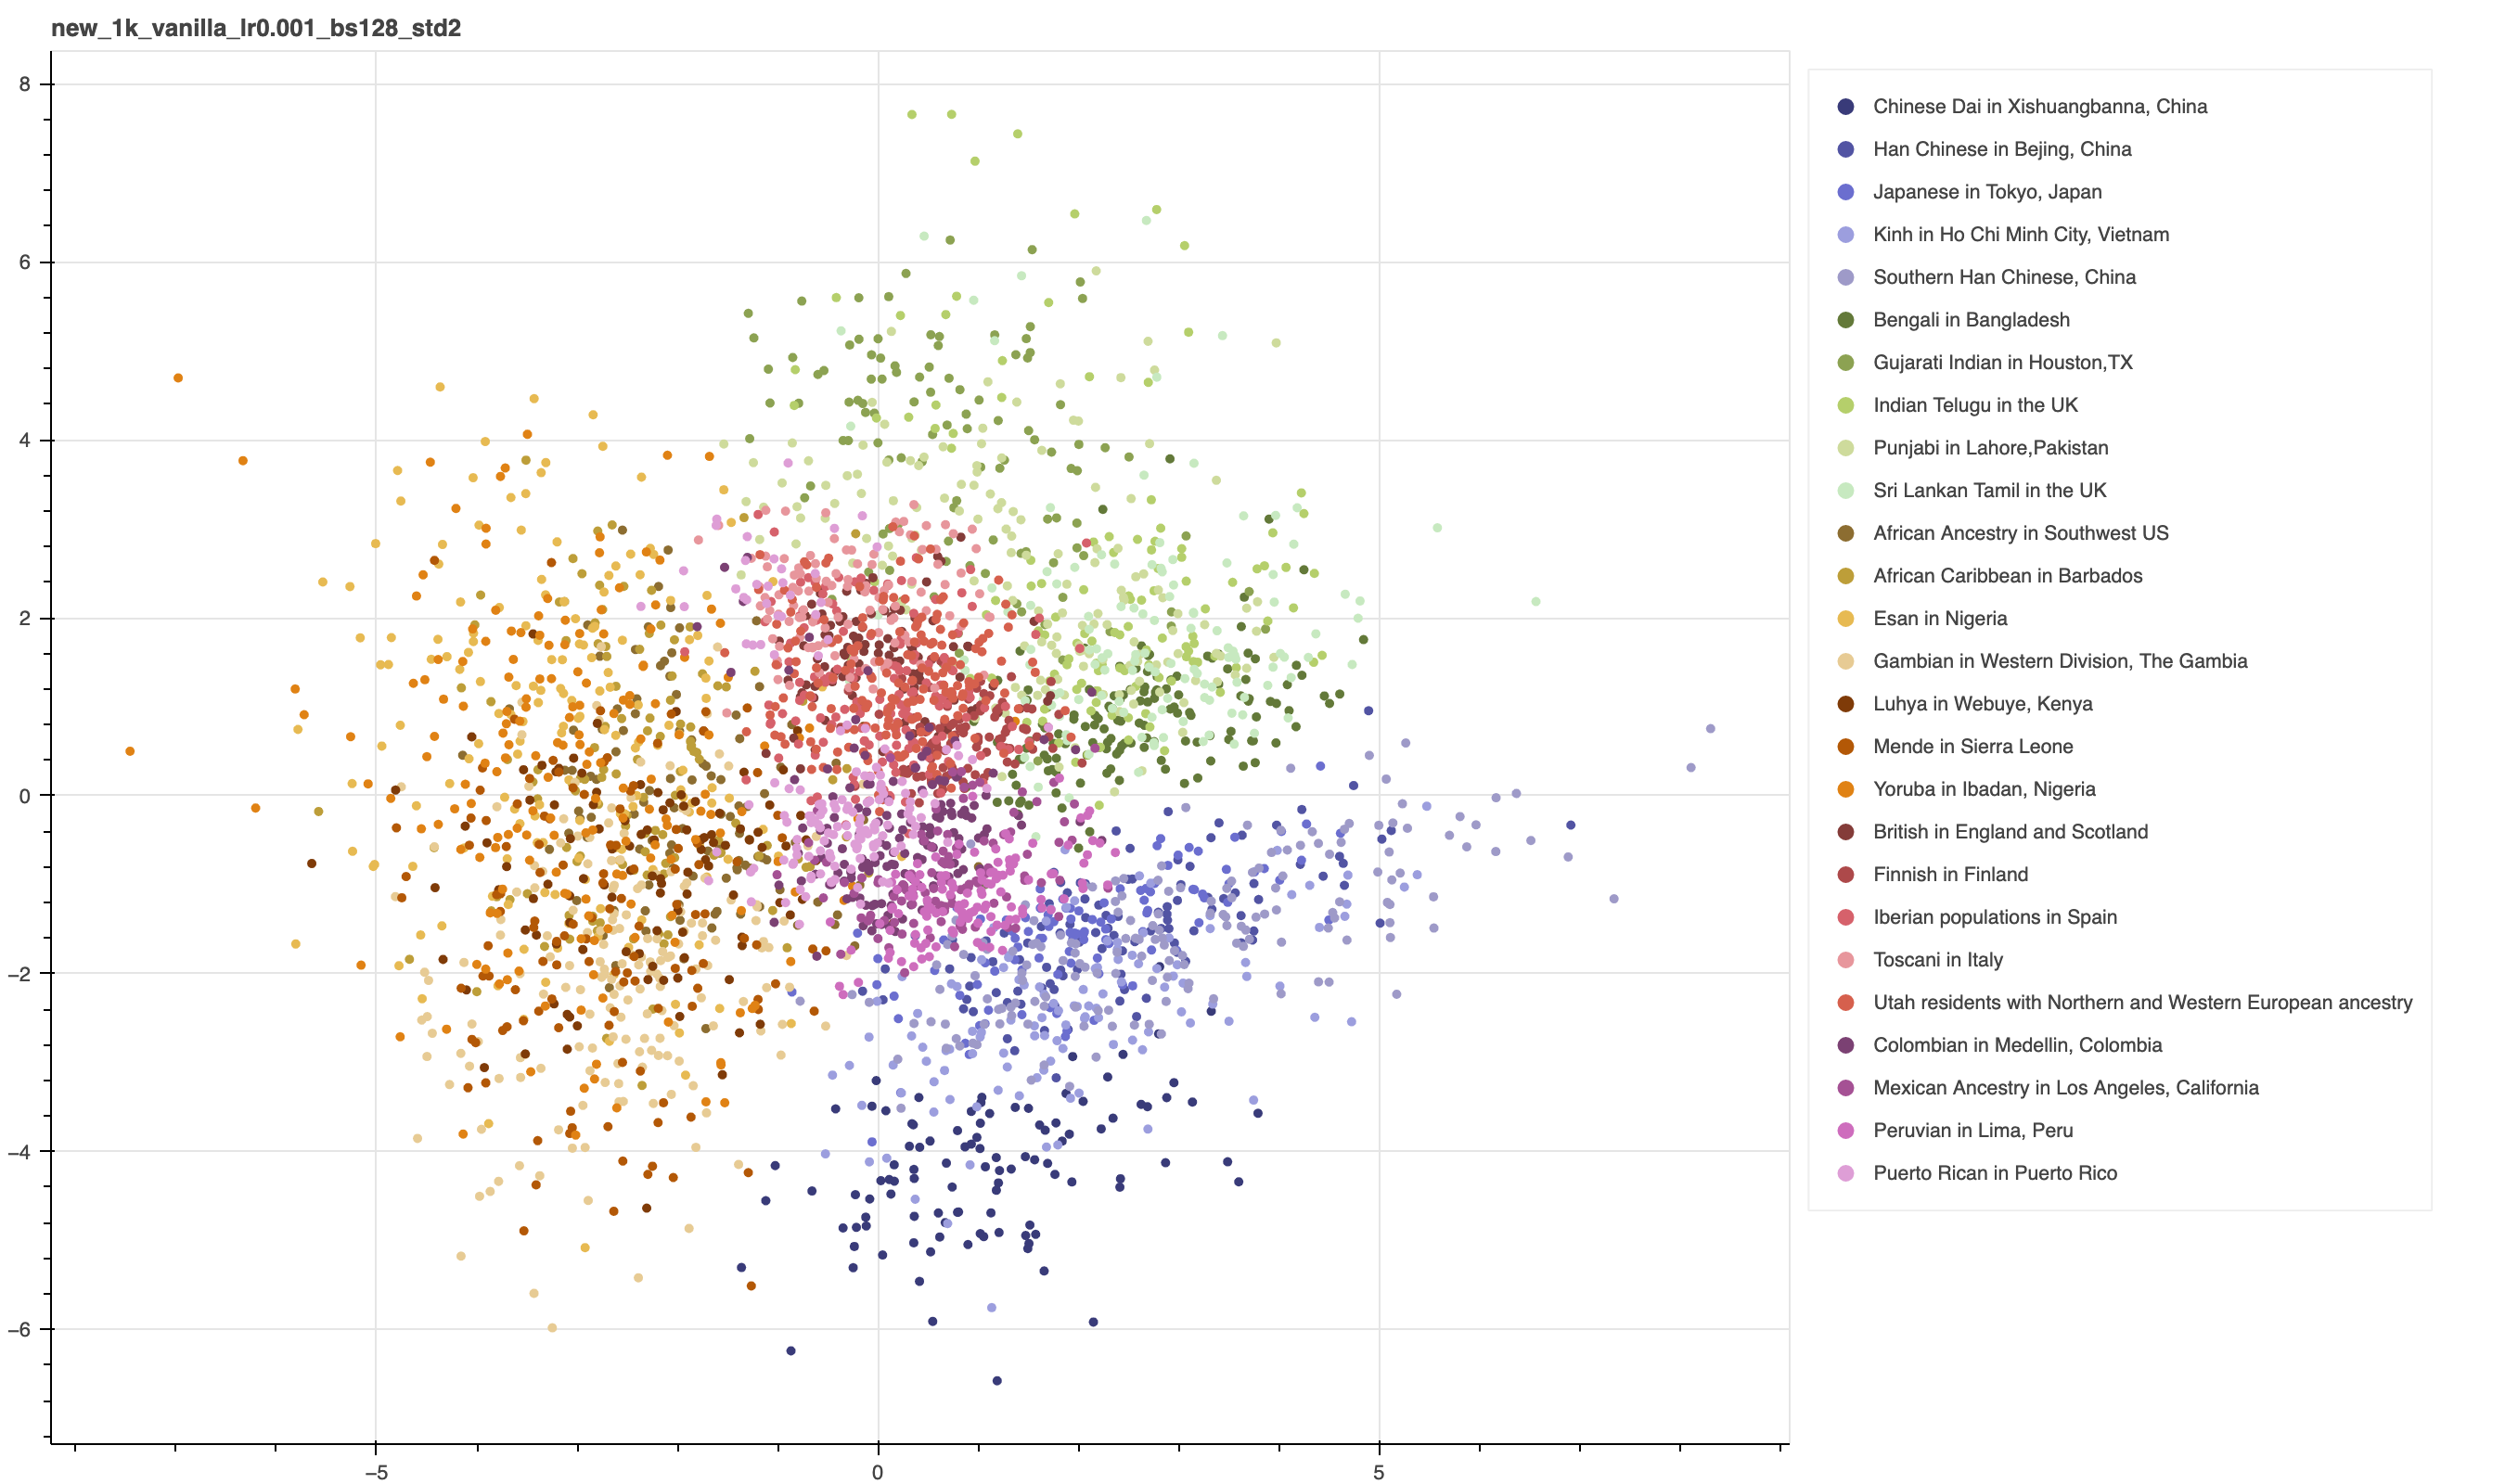 new_1k_vanilla_lr0.001_bs128_std2
8
6
4
2
0
−2
−4
−6
−5
0
5
Chinese Dai in Xishuangbanna, China
Han Chinese in Bejing, China
Japanese in Tokyo, Japan
Kinh in Ho Chi Minh City, Vietnam
Southern Han Chinese, China
Bengali in Bangladesh
Gujarati Indian in Houston,TX
Indian Telugu in the UK
Punjabi in Lahore,Pakistan
Sri Lankan Tamil in the UK
African Ancestry in Southwest US
African Caribbean in Barbados
Esan in Nigeria
Gambian in Western Division, The Gambia
Luhya in Webuye, Kenya
Mende in Sierra Leone
Yoruba in Ibadan, Nigeria
British in England and Scotland
Finnish in Finland
Iberian populations in Spain
Toscani in Italy
Utah residents with Northern and Western European ancestry
Colombian in Medellin, Colombia
Mexican Ancestry in Los Angeles, California
Peruvian in Lima, Peru
Puerto Rican in Puerto Rico